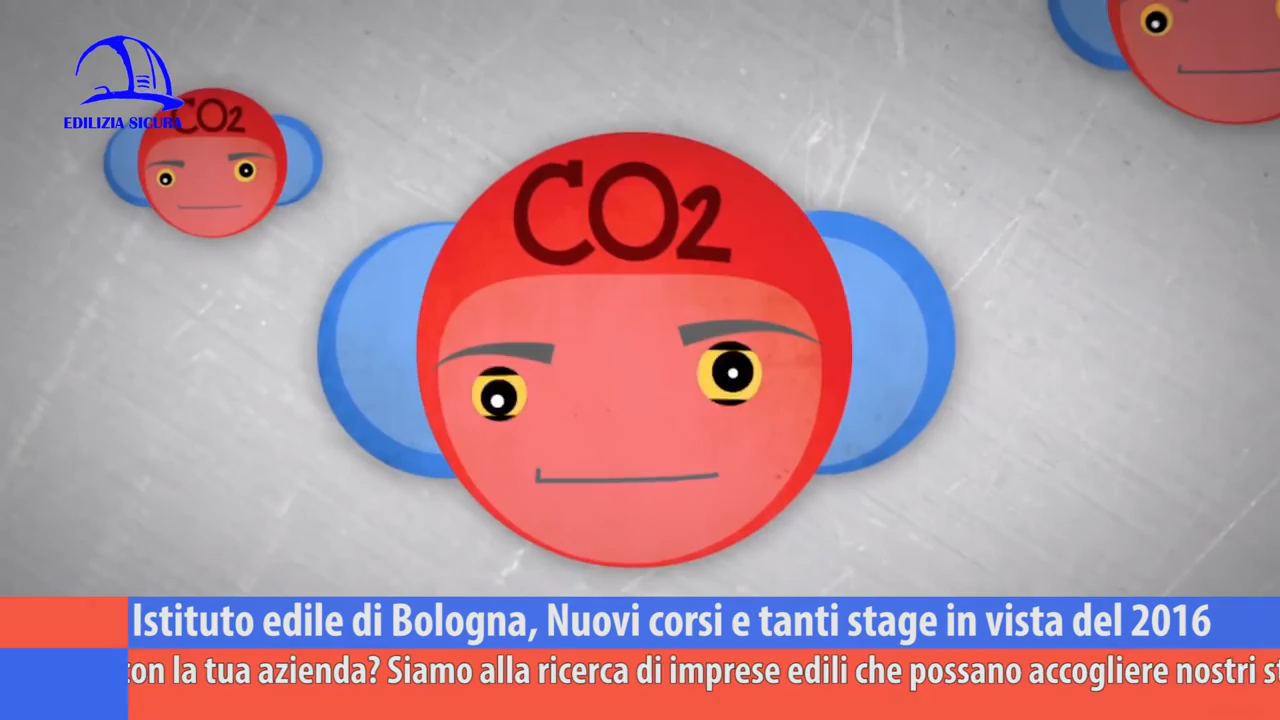 EDILIZIA SICURA
CO2
CO2
Istituto edile di Bologna, Nuovi corsi e tanti stage in vista del 2016
con la tua azienda? Siamo alla ricerca di imprese edili che possano accogliere nostri